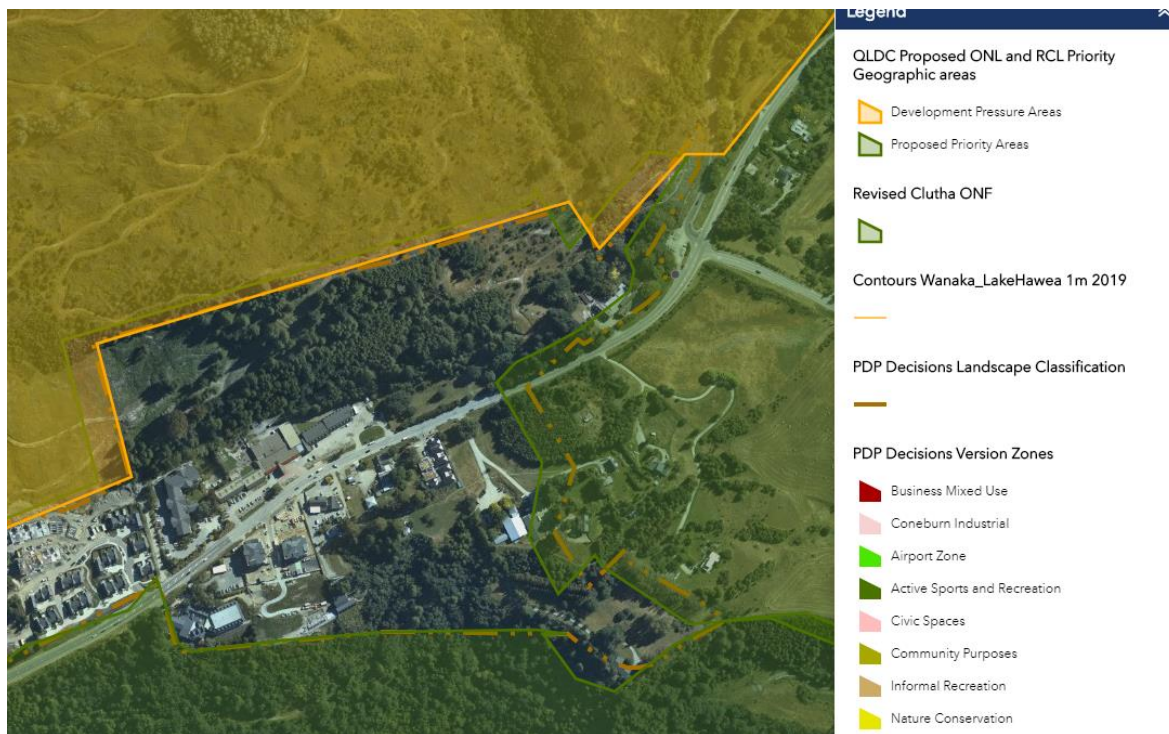 Legend
QLDC Proposed ONL and RCL Priority
Geographic areas
Development Pressure Areas
Proposed Priority Areas
Revised Clutha ONF
Contours Wanaka_LakeHawea 1m 2019
PDP Decisions Landscape Classification
PDP Decisions Version Zones
Business Mixed Use
Coneburn Industrial
Airport Zone
Active Sports and Recreation
Civic Spaces
Community Purposes
Informal Recreation
Nature Conservation